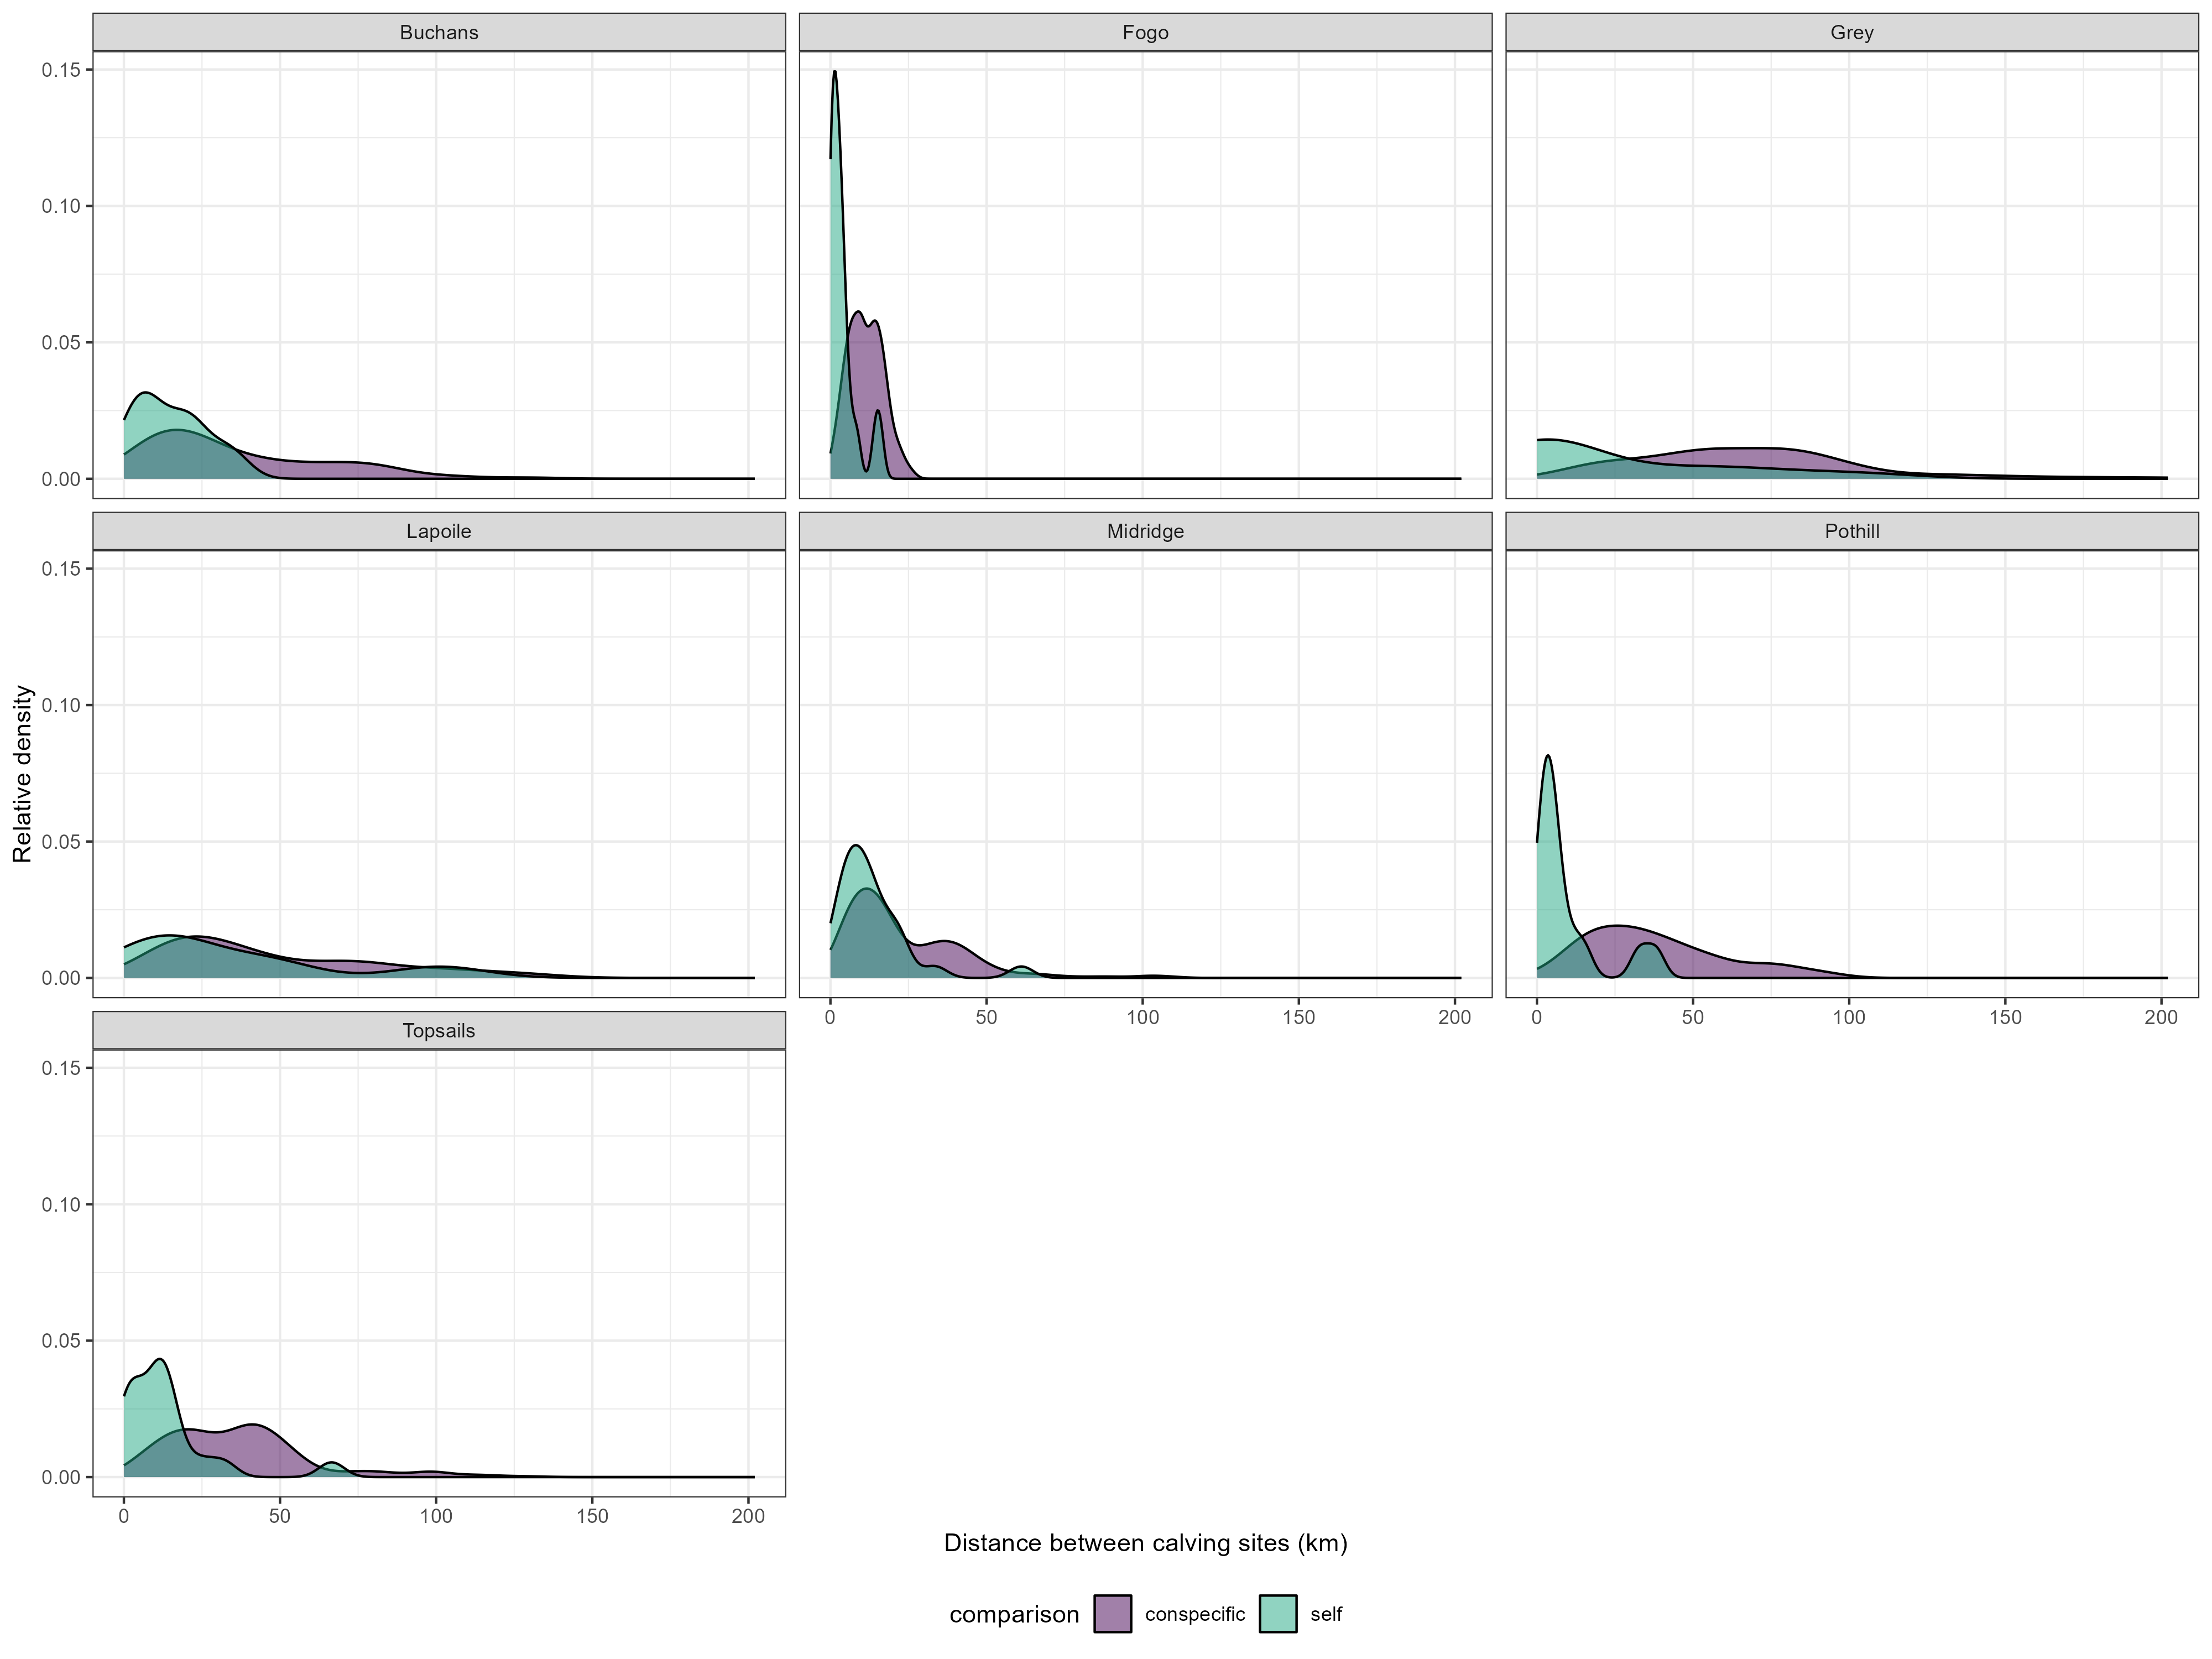 Buchans
Fogo
Grey
0.15
0.10
0.05
0.00
Lapoile
Midridge
Pothill
0.15
0.10
0.05
0.00
0 50 100 150 200
0 50 100 150 200
Topsails
0.15
0.10
0.05
0.00
0 50 100 150 200
Relative density
Distance between calving sites (km)
comparison conspecific self